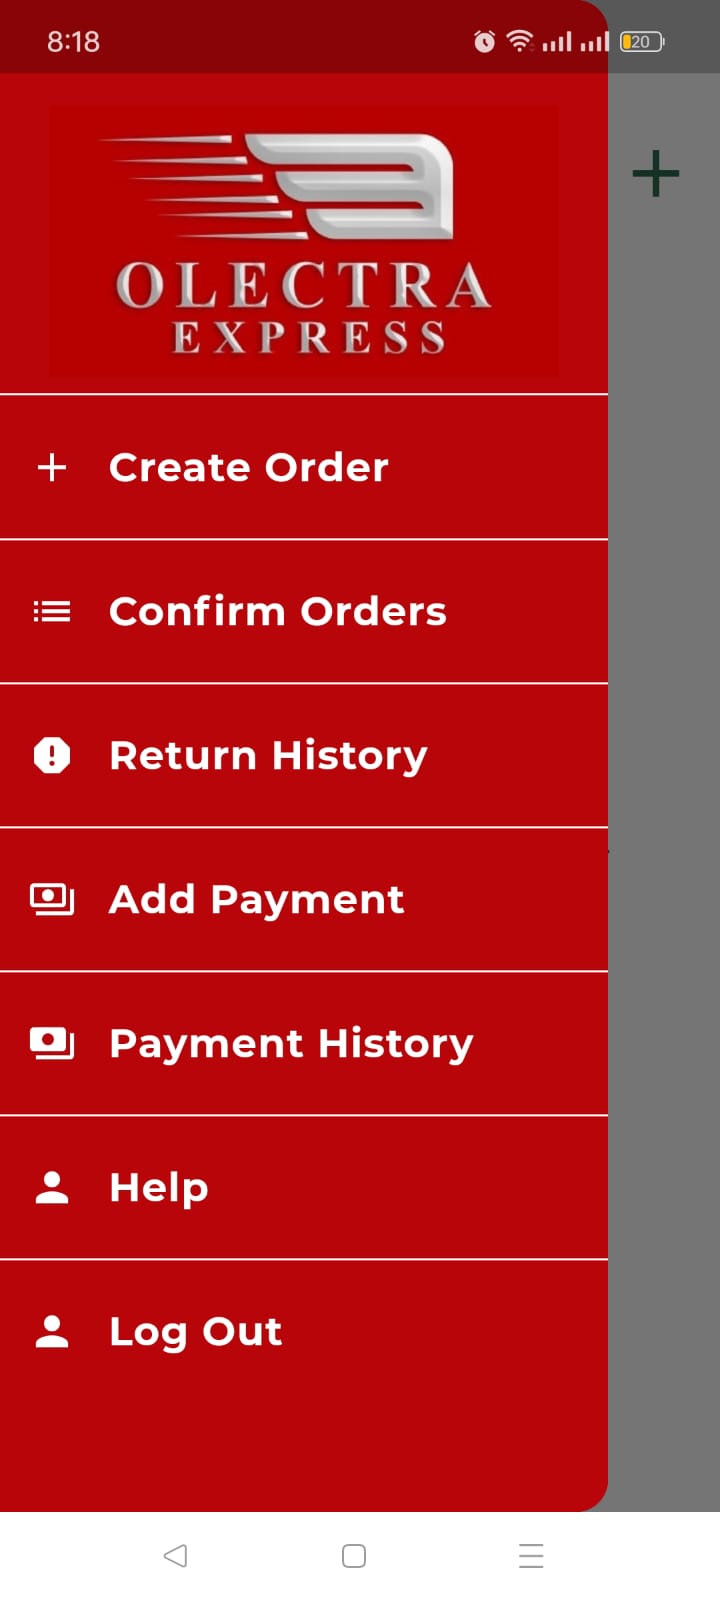 8:18
20
OLECTRA
EXPRESS
Create Order
Confirm Orders
Return History
Add Payment
Payment History
Help
Log Out